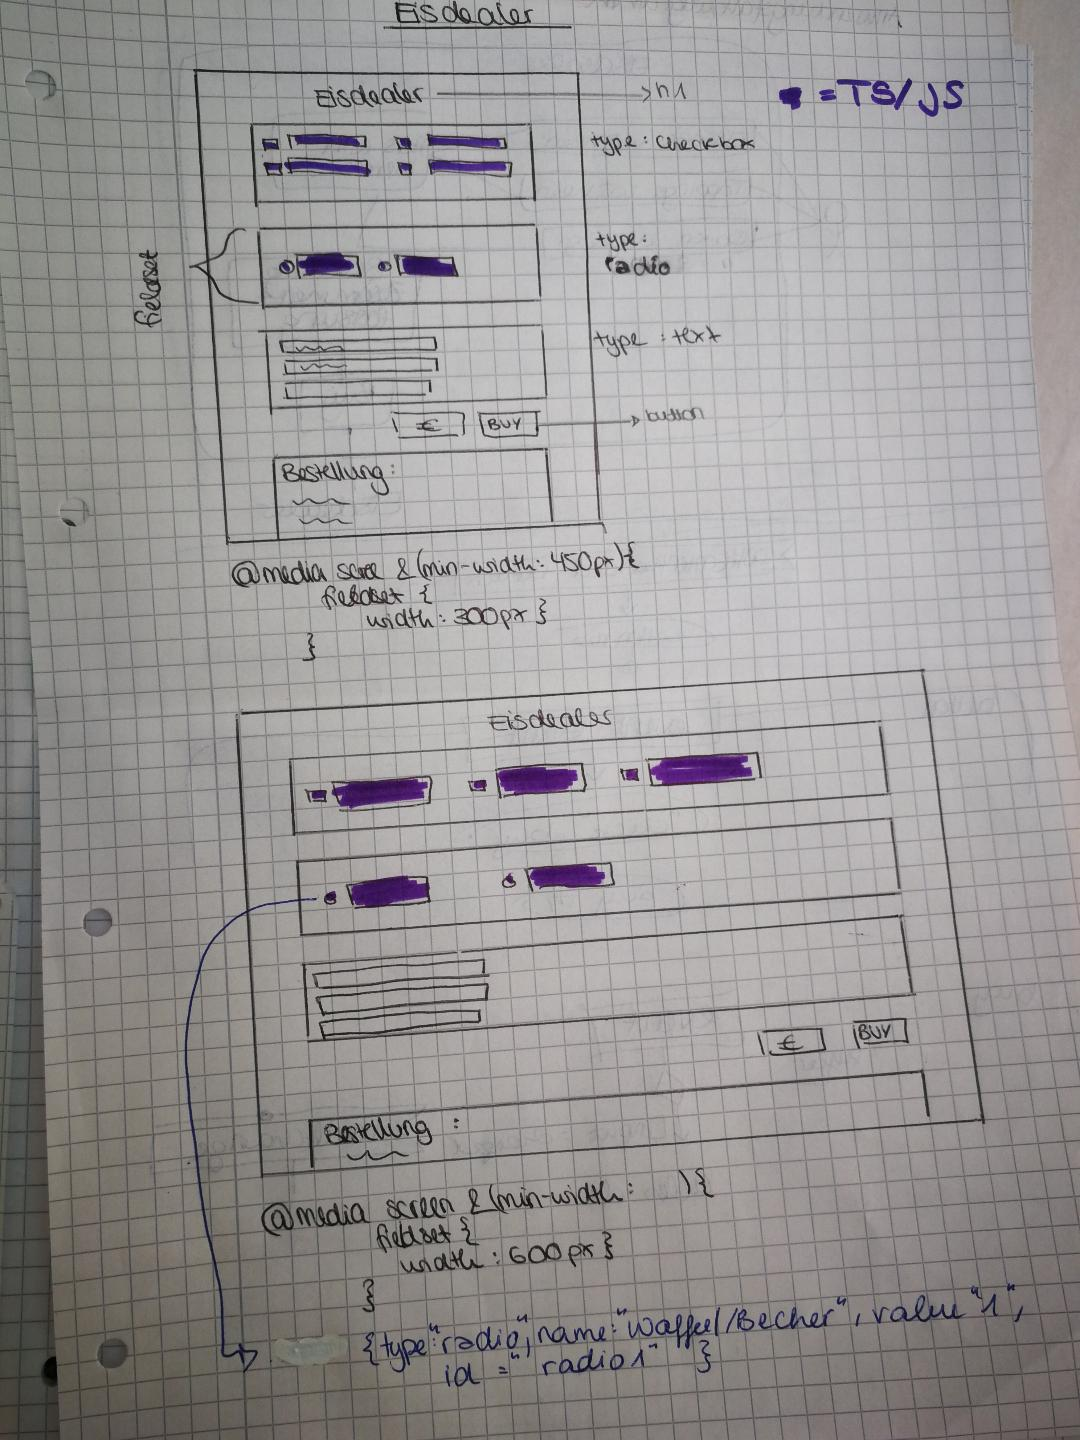 Eisdealer
Eisdealer
h1
= TS/JS
type: checkbox
type:
radio
fieldset
type: text
€
BUY
button
Bestellung:
@media scree & (min-width: 450px){
fieldset {
width: 300px }
}
Eisdealer
€
BUY
Bestellung :
@media screen & (min-width: ){
fieldset {
width: 600px }
}
{type:"radio", name:"Waffel/Becher", value "1",
id =" radio1" }